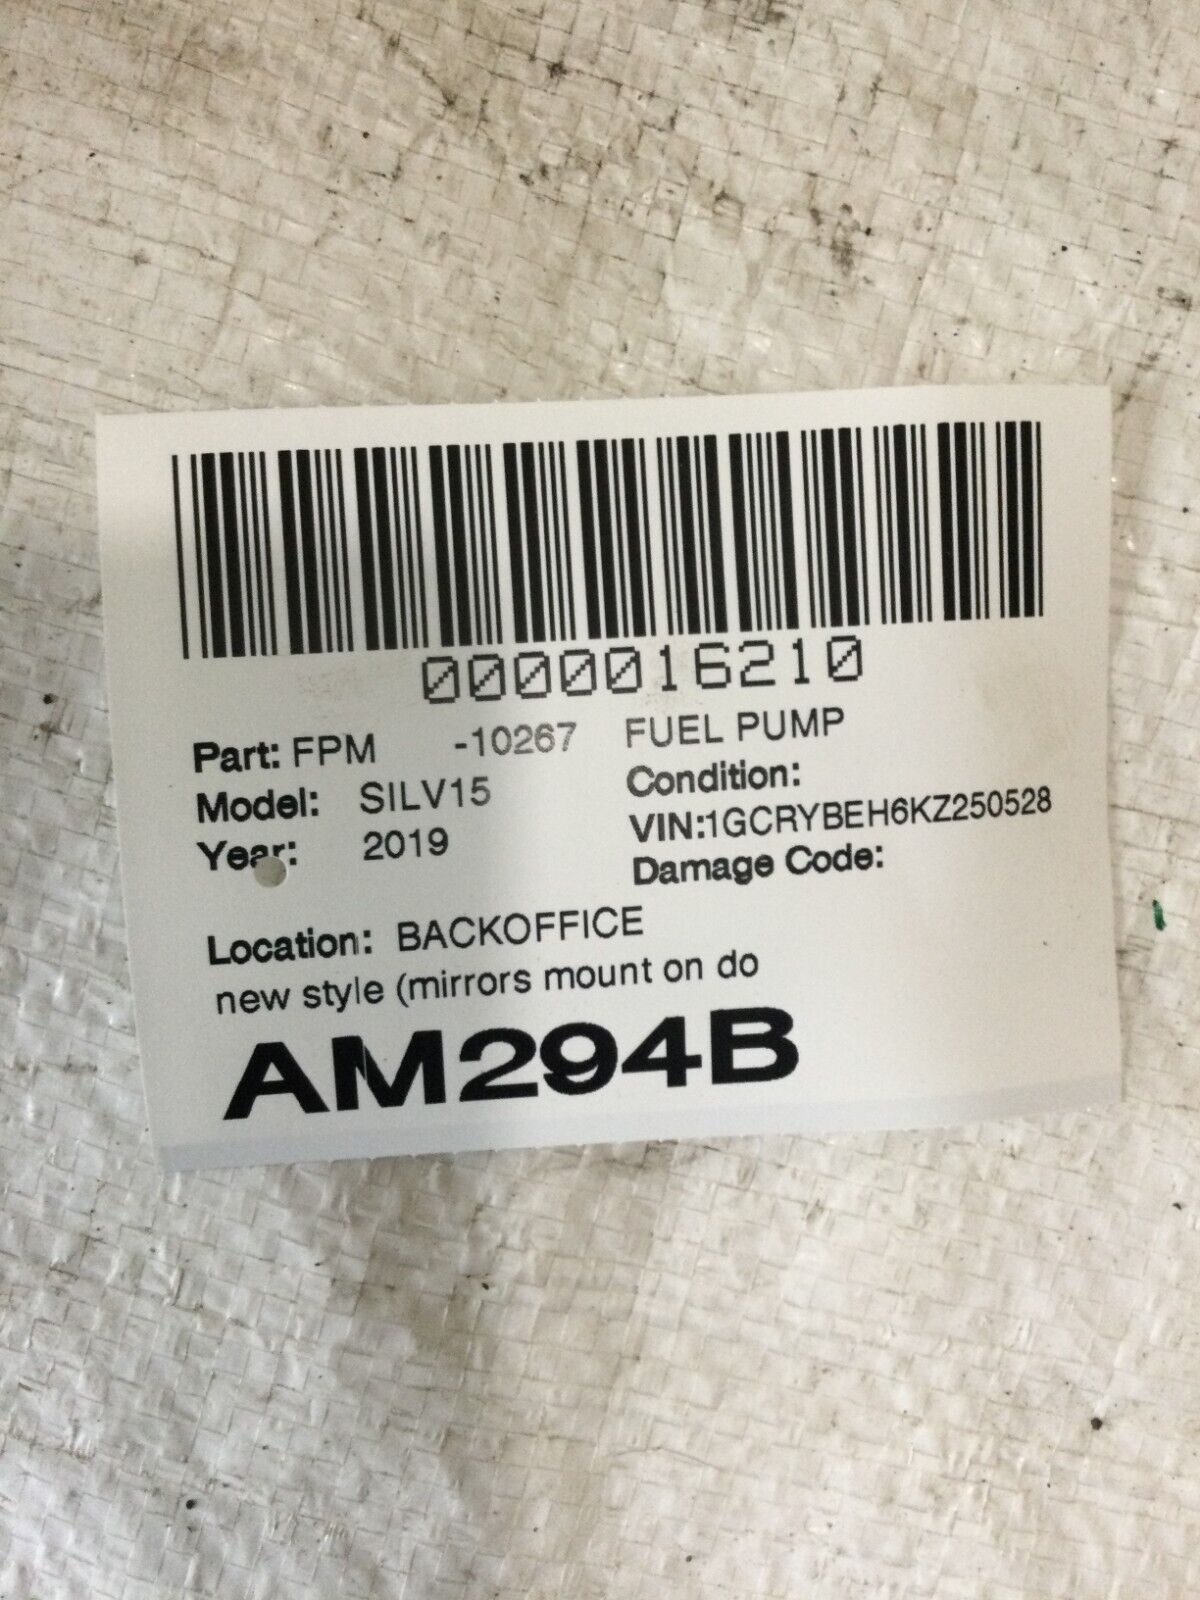 0000016210
Part: FPM -10267 FUEL PUMP
Model: SILV15 Condition:
Year: 2019 VIN:1GCRYBEH6KZ250528
Damage Code:
Location: BACKOFFICE
new style (mirrors mount on do
AM294B